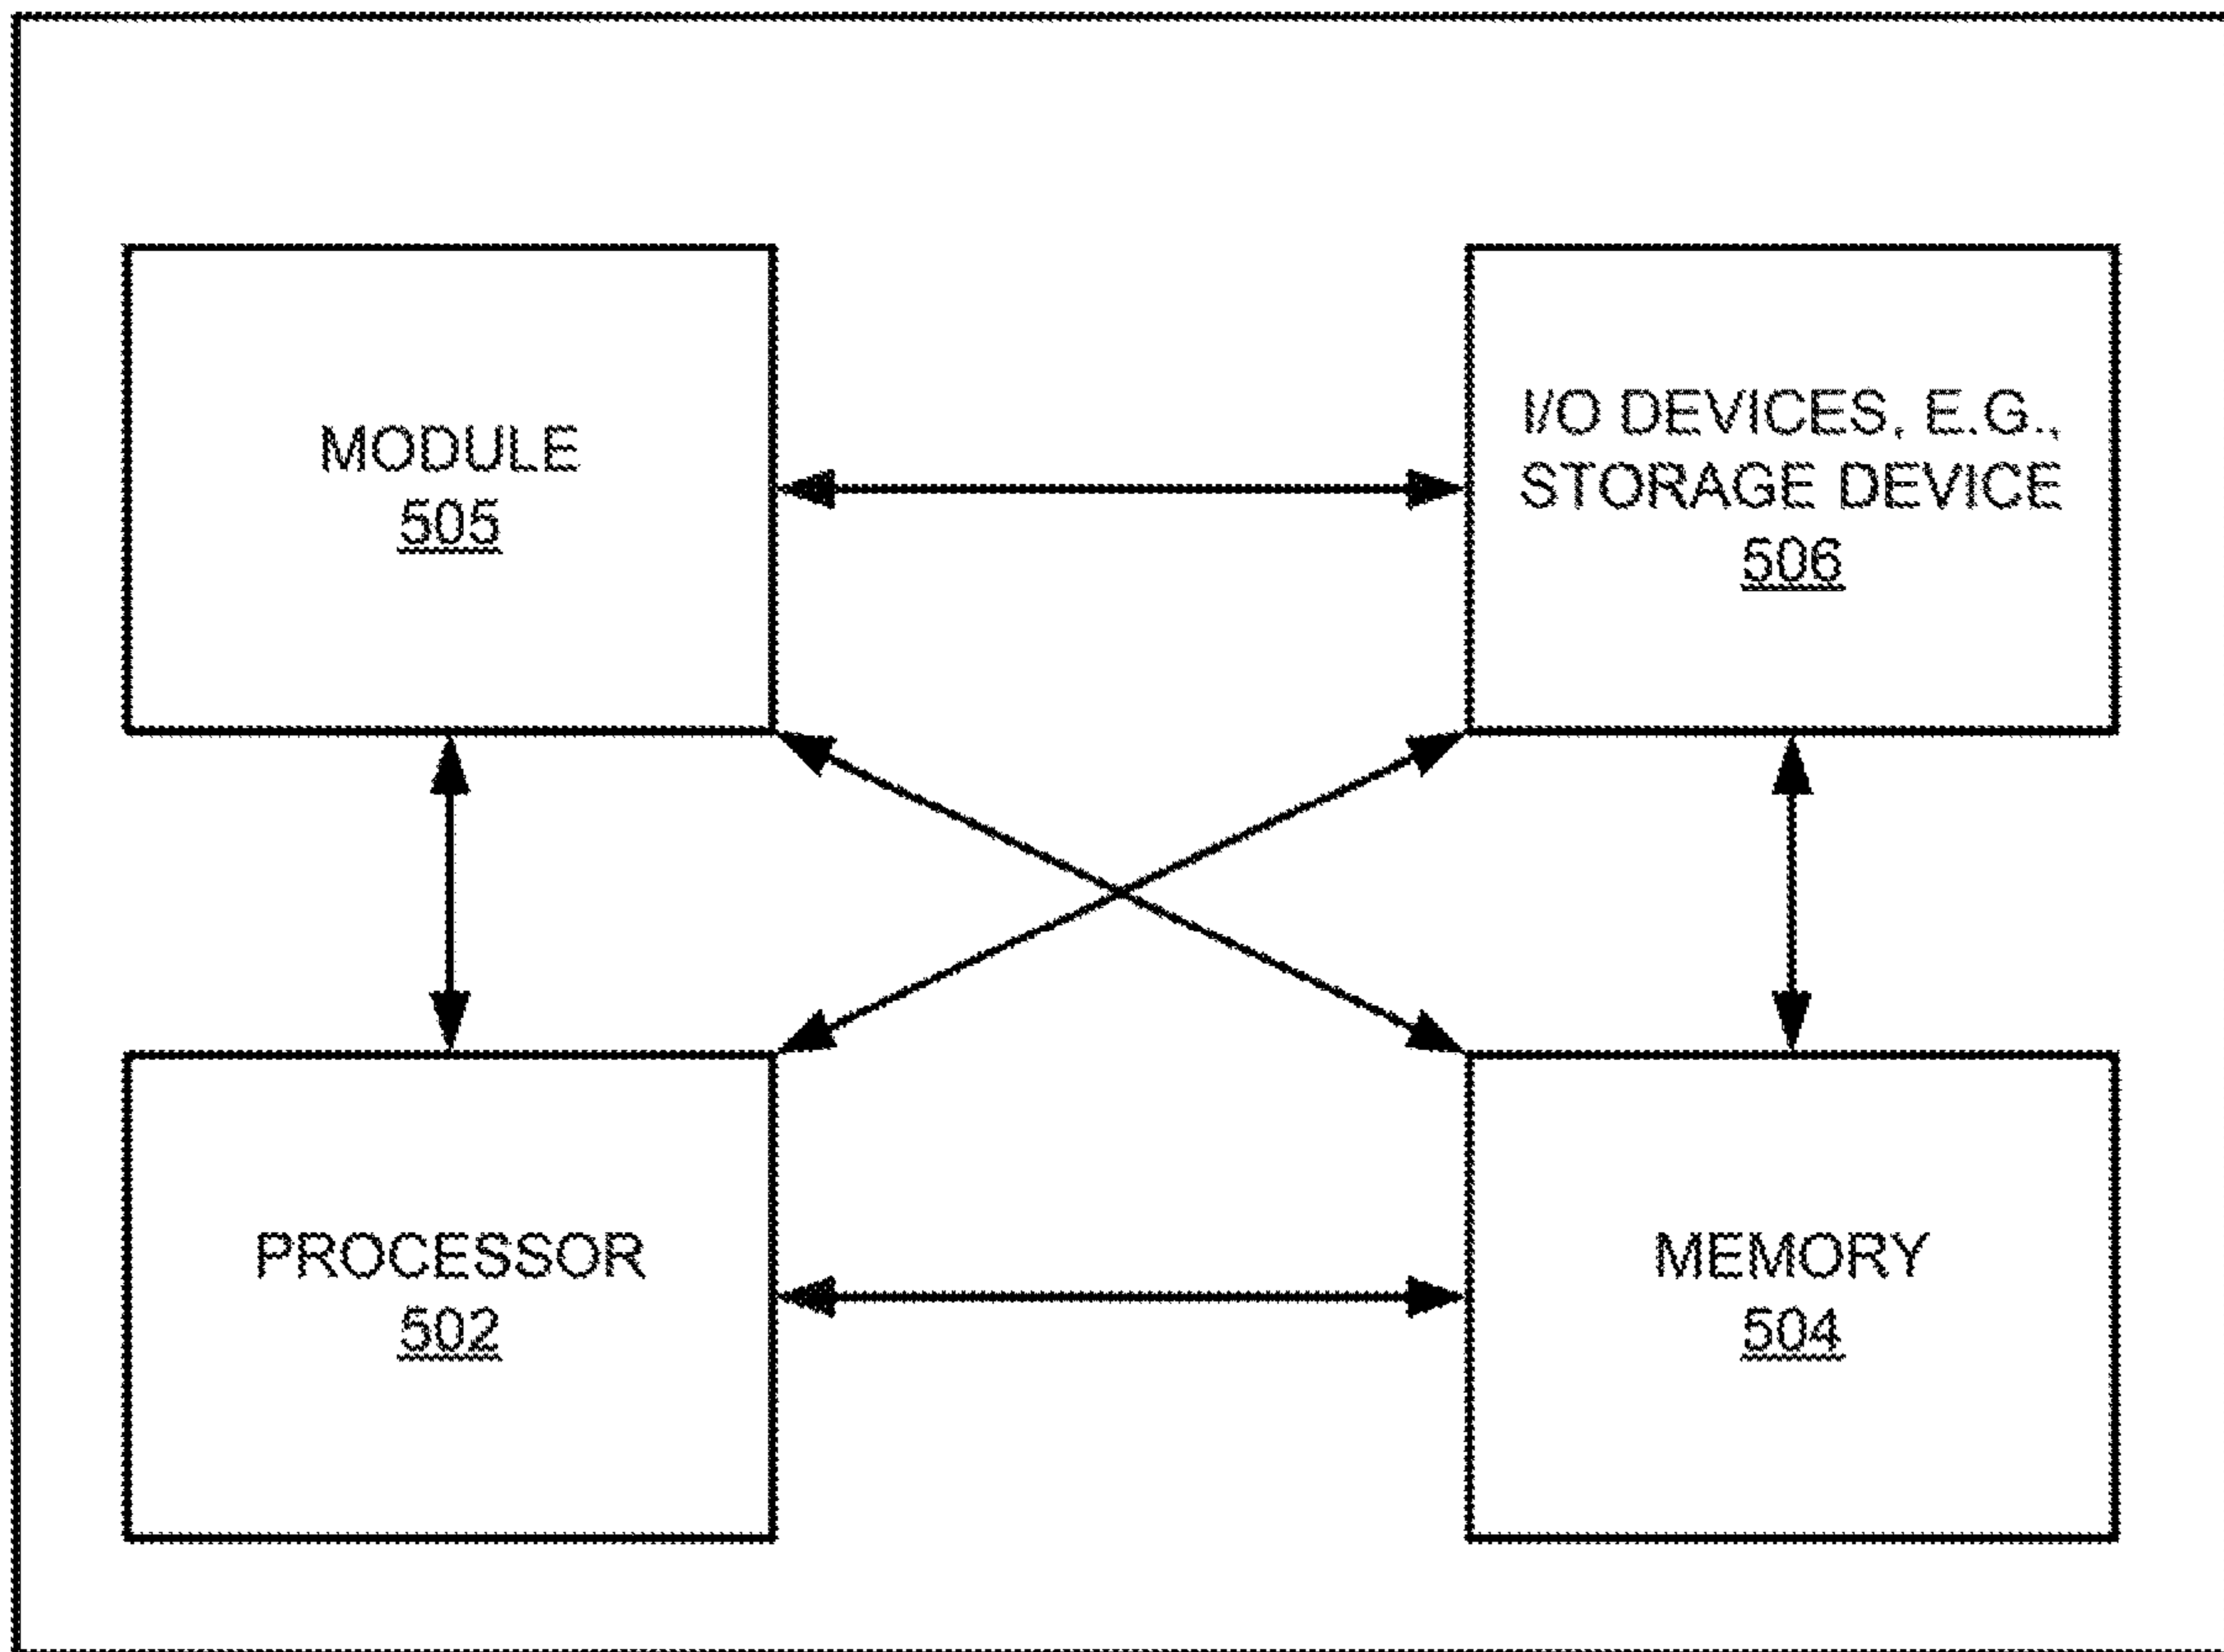 MODULE
505
I/O DEVICES, E.G.,
STORAGE DEVICE
506
PROCESSOR
502
MEMORY
504